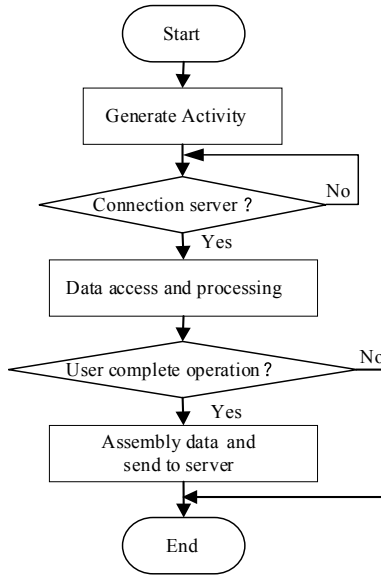 Start
Generate Activity
No
Connection server ?
Yes
Data access and processing
No
User complete operation ?
Yes
Assembly data and
send to server
End